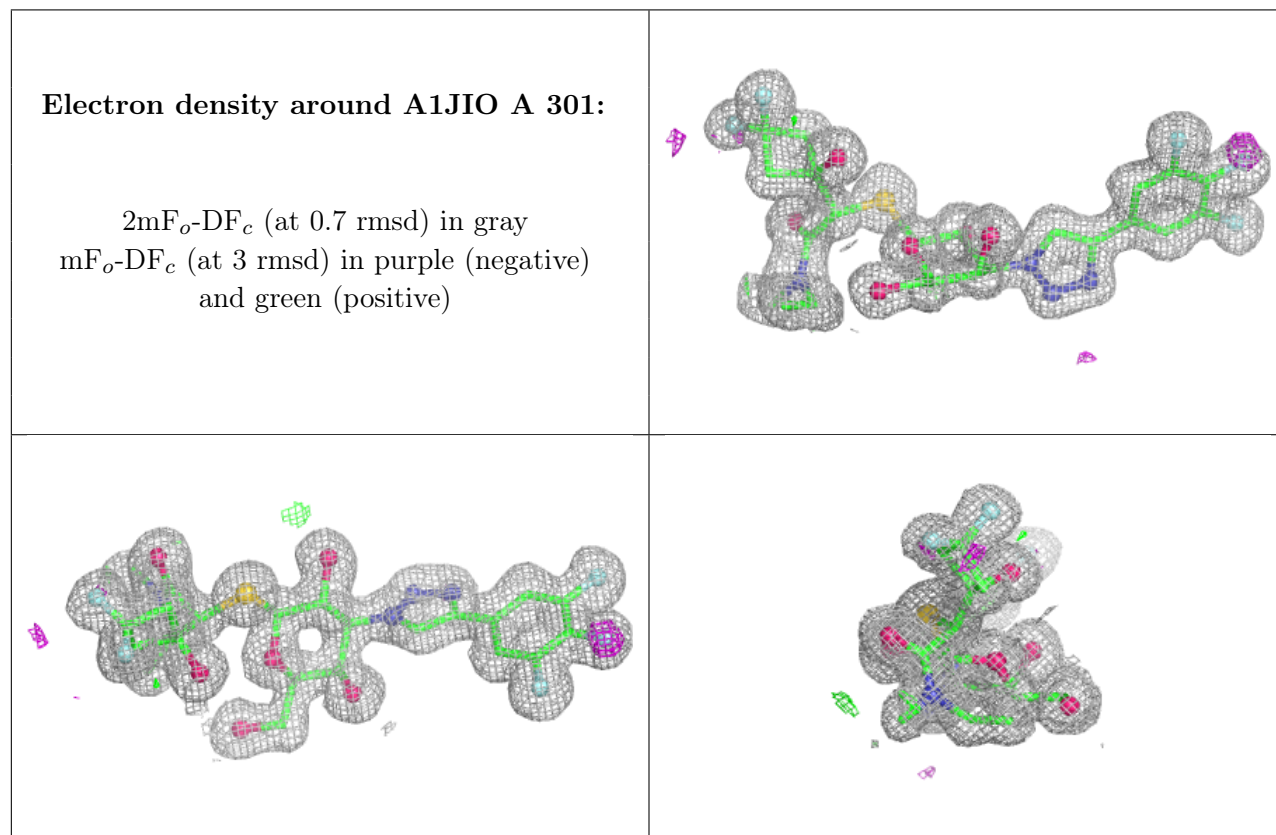 Electron density around A1JIO A 301:
2mFₒ-DF𝒸 (at 0.7 rmsd) in gray
mFₒ-DF𝒸 (at 3 rmsd) in purple (negative)
and green (positive)